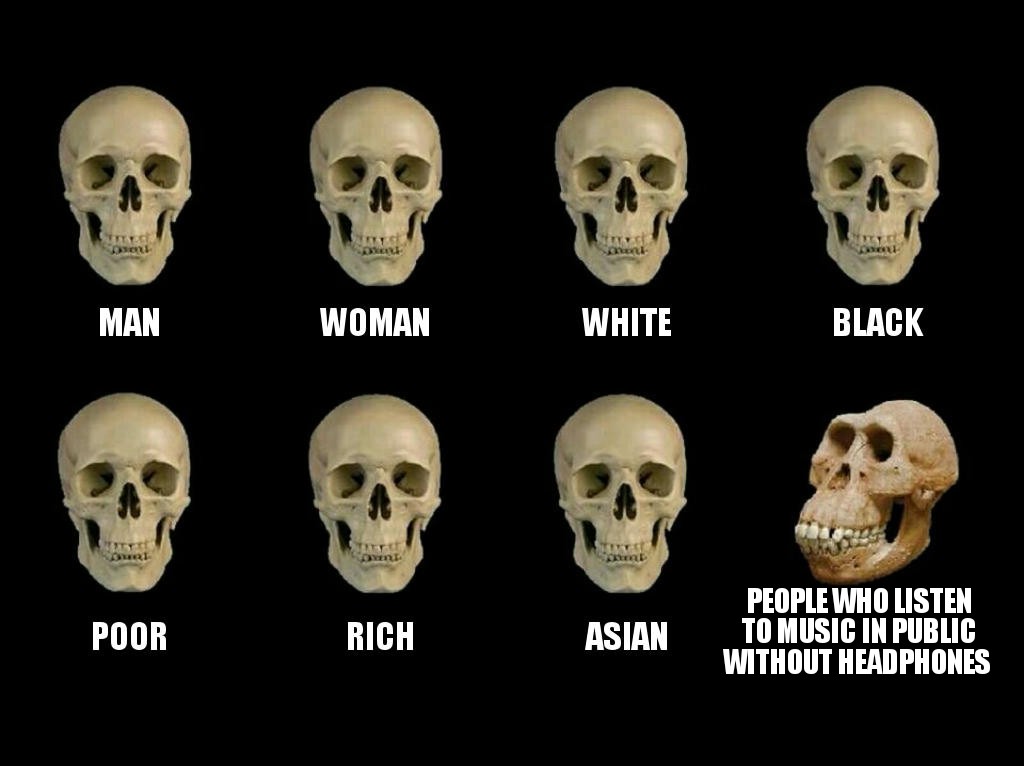 MAN
WOMAN
WHITE
BLACK
POOR
RICH
ASIAN
PEOPLE WHO LISTEN
TO MUSIC IN PUBLIC
WITHOUT HEADPHONES